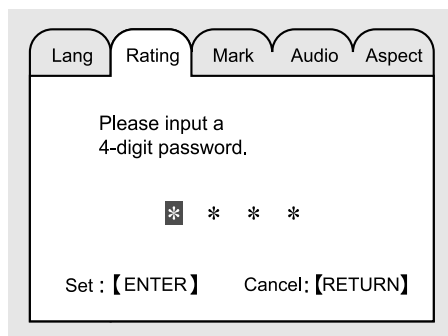 Lang Rating Mark Audio Aspect
Please input a
4-digit password.
* * * *
Set :【ENTER】 Cancel:【RETURN】